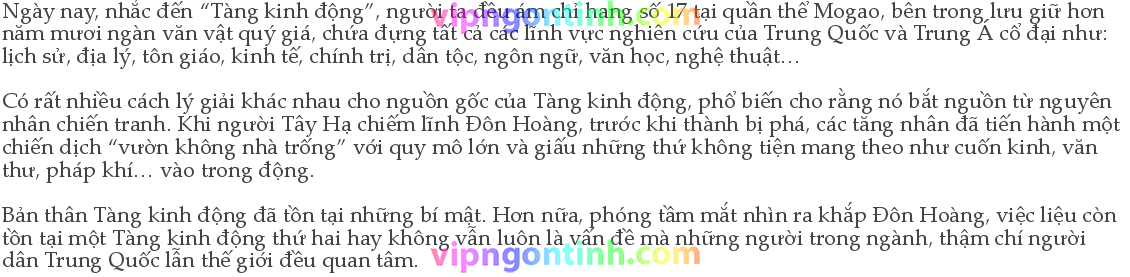 Ngày nay, nhắc đến “Tàng kinh động”, người ta đều ám chỉ hang số 17 tại quần thể Mogao, bên trong lưu giữ hơn
năm mươi ngàn văn vật quý giá, chứa đựng tất cả các lĩnh vực nghiên cứu của Trung Quốc và Trung Á cổ đại như:
lịch sử, địa lý, tôn giáo, kinh tế, chính trị, dân tộc, ngôn ngữ, văn học, nghệ thuật…
Có rất nhiều cách lý giải khác nhau cho nguồn gốc của Tàng kinh động, phổ biến cho rằng nó bắt nguồn từ nguyên
nhân chiến tranh. Khi người Tây Hạ chiếm lĩnh Đôn Hoàng, trước khi thành bị phá, các tăng nhân đã tiến hành một
chiến dịch “vườn không nhà trống” với quy mô lớn và giấu những thứ không tiện mang theo như cuốn kinh, văn
thư, pháp khí… vào trong động.
Bản thân Tàng kinh động đã tồn tại những bí mật. Hơn nữa, phóng tầm mắt nhìn ra khắp Đôn Hoàng, việc liệu còn
tồn tại một Tàng kinh động thứ hai hay không vẫn luôn là vấn đề mà những người trong ngành, thậm chí người
dân Trung Quốc lẫn thế giới đều quan tâm.
vipngontinh.com
vipngontinh.com